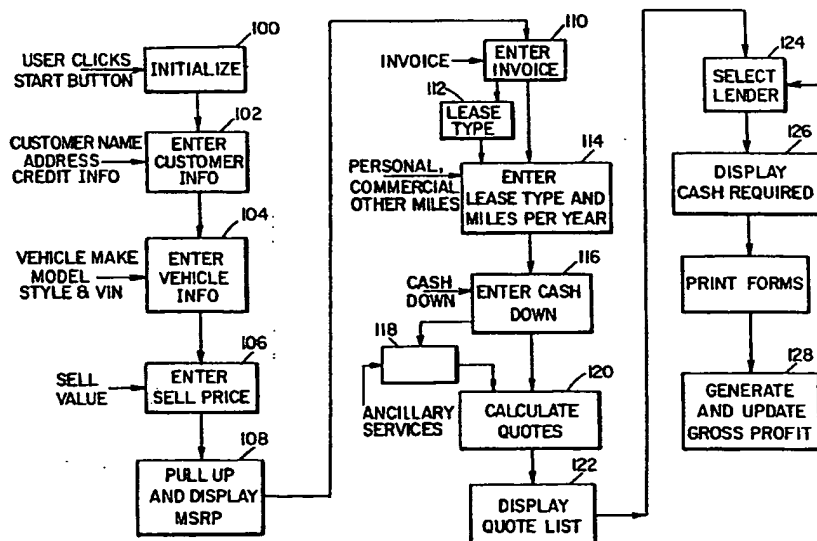 100
USER CLICKS
START BUTTON
INITIALIZE
102
CUSTOMER NAME
ADDRESS
CREDIT INFO
ENTER
CUSTOMER
INFO
104
VEHICLE MAKE
MODEL
STYLE & VIN
ENTER
VEHICLE
INFO
106
SELL
VALUE
ENTER
SELL PRICE
108
PULL UP
AND DISPLAY
MSRP
110
INVOICE
ENTER
INVOICE
112
LEASE
TYPE
114
PERSONAL,
COMMERCIAL
OTHER MILES
ENTER
LEASE TYPE AND
MILES PER YEAR
116
CASH
DOWN
ENTER CASH
DOWN
118
ANCILLARY
SERVICES
120
CALCULATE
QUOTES
122
DISPLAY
QUOTE LIST
124
SELECT
LENDER
126
DISPLAY
CASH REQUIRED
PRINT FORMS
128
GENERATE
AND UPDATE
GROSS PROFIT